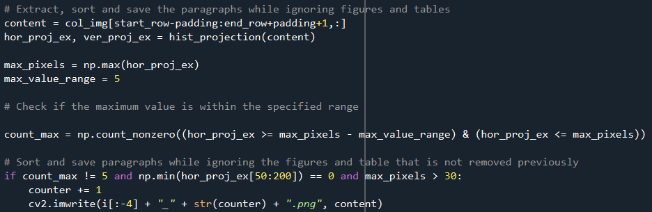 # Extract, sort and save the paragraphs while ignoring figures and tables
content = col_img[start_row-padding:end_row+padding+1,:]
hor_proj_ex, ver_proj_ex = hist_projection(content)
max_pixels = np.max(hor_proj_ex)
max_value_range = 5
# Check if the maximum value is within the specified range
count_max = np.count_nonzero((hor_proj_ex >= max_pixels - max_value_range) & (hor_proj_ex <= max_pixels))
# Sort and save paragraphs while ignoring the figures and table that is not removed previously
if count_max != 5 and np.min(hor_proj_ex[50:200]) == 0 and max_pixels > 30:
    counter += 1
    cv2.imwrite(i[:-4] + "_" + str(counter) + ".png", content)